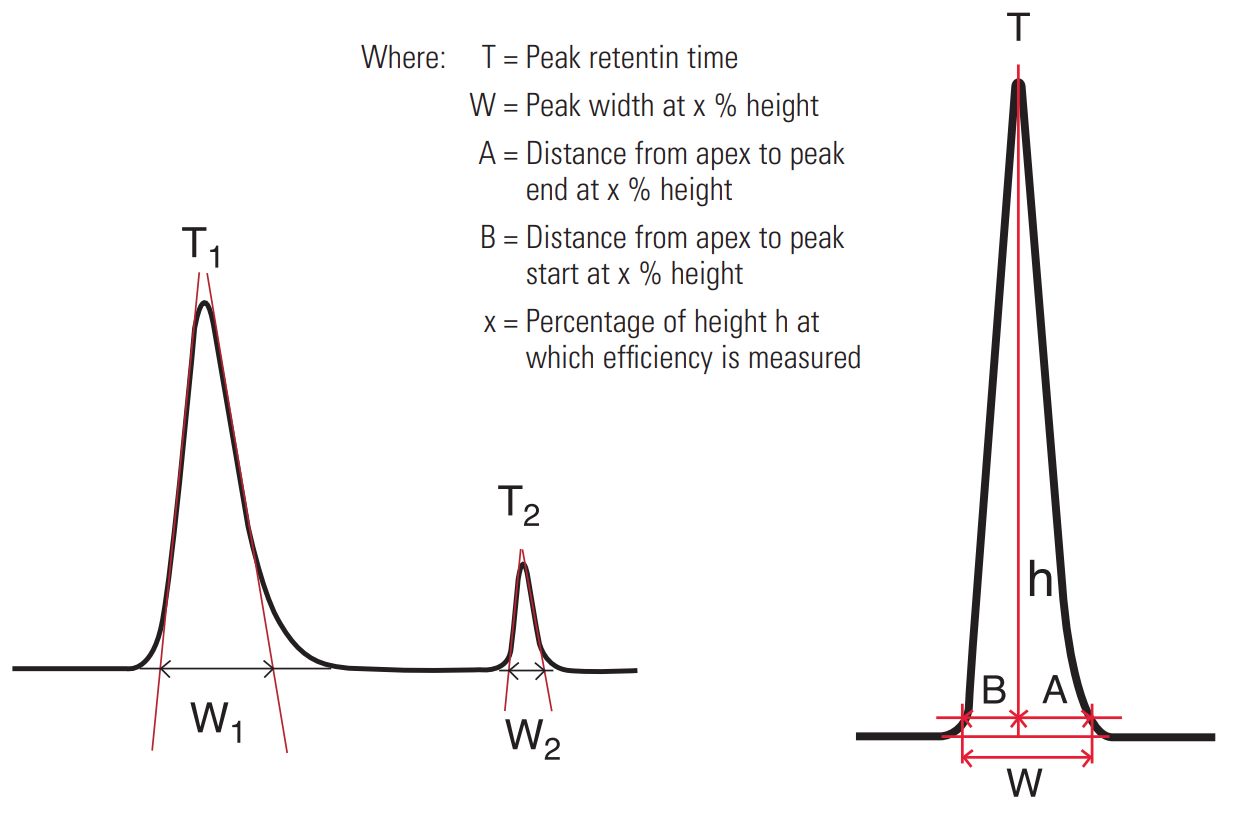 T
Where: T = Peak retentin time
W = Peak width at x % height
A = Distance from apex to peak
end at x % height
B = Distance from apex to peak
start at x % height
x = Percentage of height h at
which efficiency is measured
T1
T2
h
B A
W1
W2
W